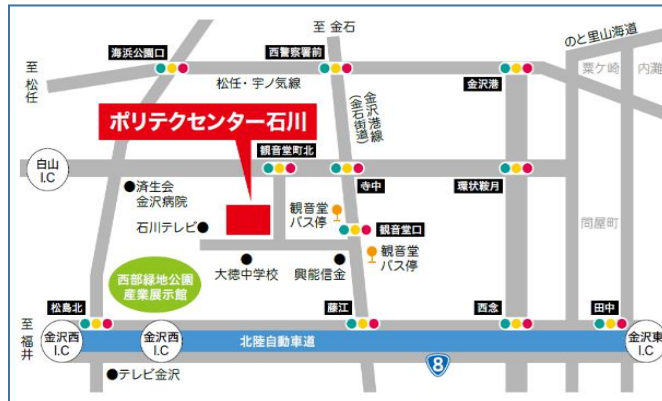 至 金石
のと里山海道
海浜公園口
西警察署前
至 松任
松任・宇ノ気線
金沢港
粟ケ崎
内灘
ポリテクセンター石川
金沢港線
(金石街道)
観音堂町北
白山
I.C
寺中
環状鞍月
済生会
金沢病院
石川テレビ
観音堂
バス停
観音堂口
問屋町
大徳中学校
興能信金
観音堂
バス停
西部緑地公園
産業展示館
松島北
藤江
西念
田中
至 福井
金沢西
I.C
金沢西
I.C
北陸自動車道
金沢東
I.C
8
テレビ金沢